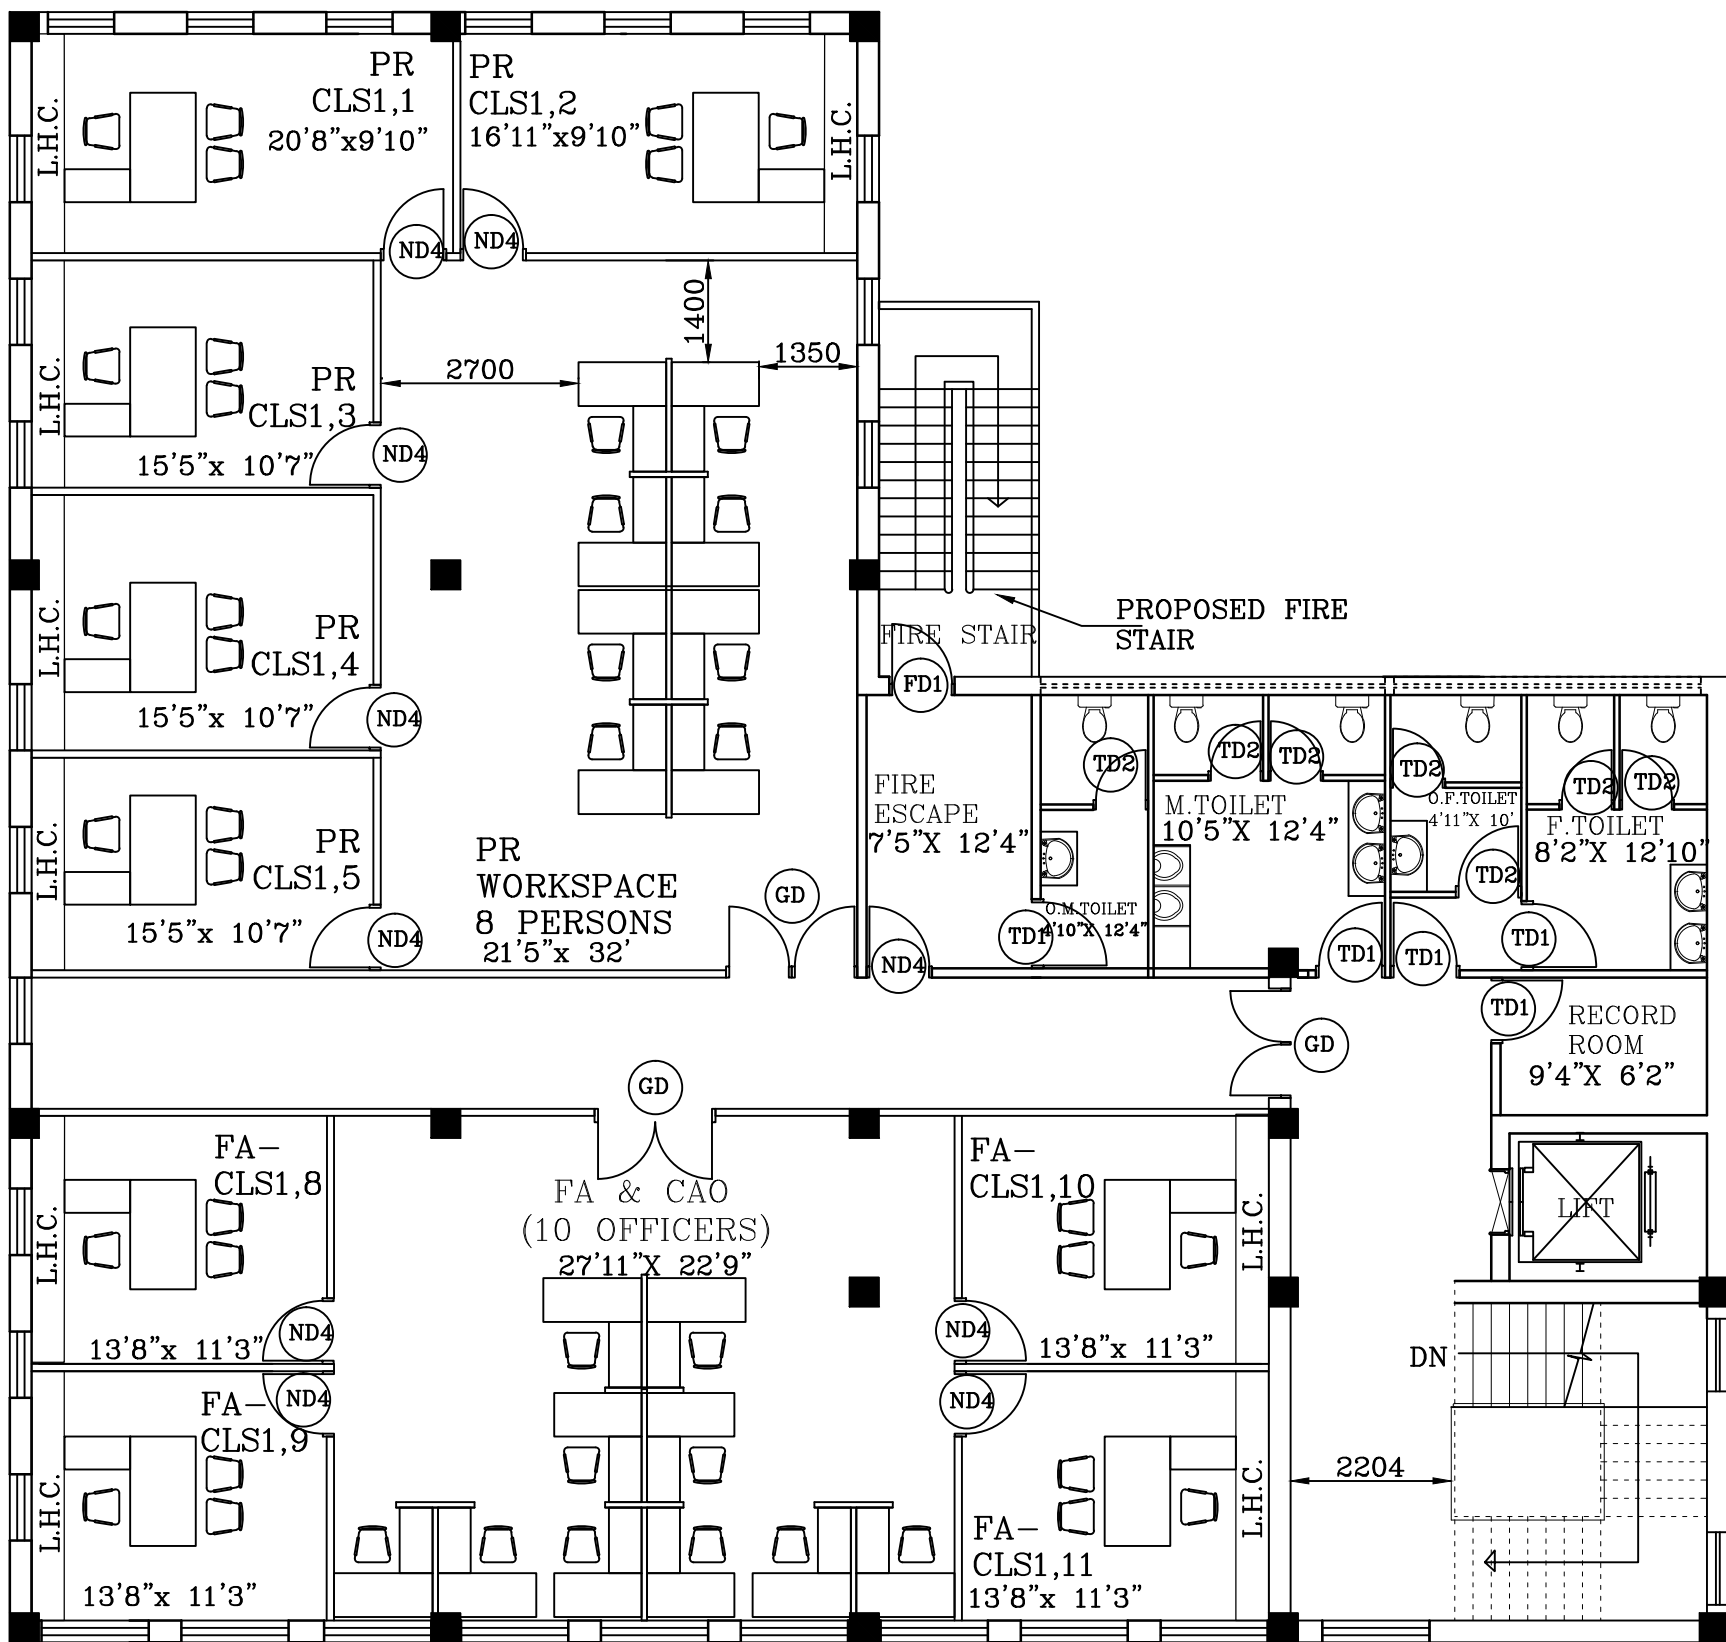 PR
CLS1,1
20'8"x9'10"
PR
CLS1,2
16'11"x9'10"
L.H.C.
L.H.C.
ND4
ND4
1400
1350
2700
L.H.C.
PR
CLS1,3
15'5"x 10'7"
ND4
L.H.C.
PR
CLS1,4
15'5"x 10'7"
ND4
PROPOSED FIRE
STAIR
FIRE STAIR
FD1
L.H.C.
PR
CLS1,5
15'5"x 10'7"
ND4
PR
WORKSPACE
8 PERSONS
21'5"x 32'
GD
FIRE
ESCAPE
7'5"X 12'4"
ND4
TD2
O.M.TOILET
4'10"X 12'4"
TD1
TD2
TD2
M.TOILET
10'5"X 12'4"
TD1
TD2
O.F.TOILET
4'11"X 10'
TD2
TD1
TD2
TD2
F.TOILET
8'2"X 12'10"
TD1
TD1
RECORD
ROOM
9'4"X 6'2"
GD
GD
FA-
CLS1,8
L.H.C.
13'8"x 11'3"
ND4
FA & CAO
(10 OFFICERS)
27'11"X 22'9"
FA-
CLS1,10
L.H.C.
13'8"x 11'3"
ND4
LIFT
DN
ND4
FA-
CLS1,9
L.H.C.
13'8"x 11'3"
ND4
L.H.C.
FA-
CLS1,11
13'8"x 11'3"
2204